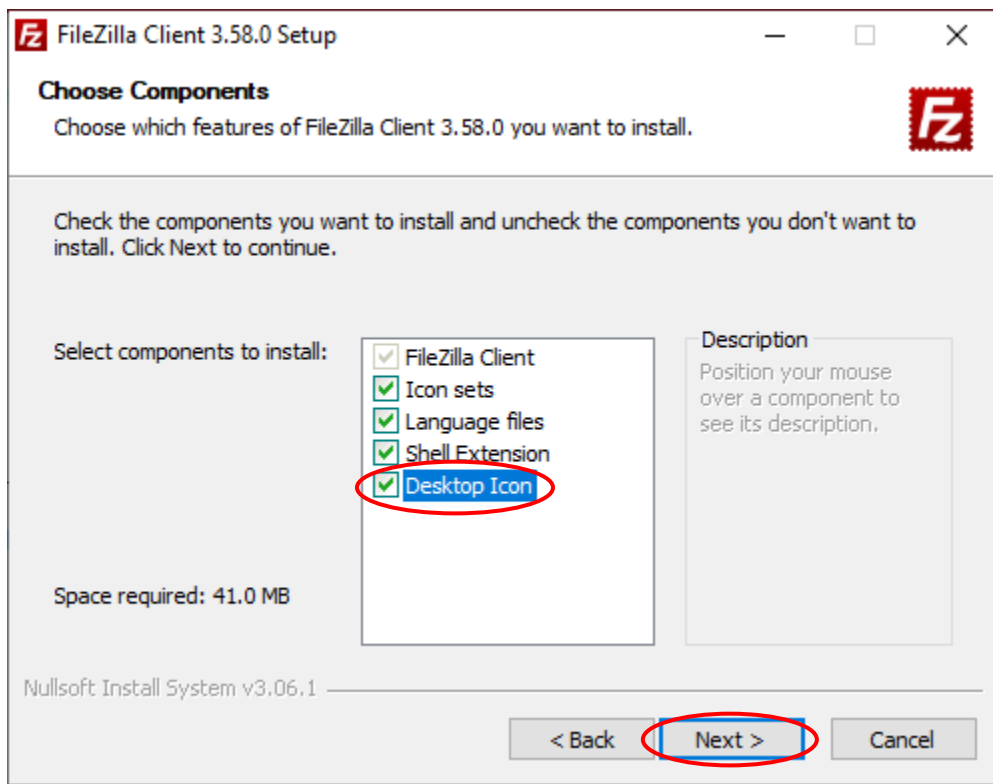 FileZilla Client 3.58.0 Setup
Choose Components
Choose which features of FileZilla Client 3.58.0 you want to install.
Fz
Check the components you want to install and uncheck the components you don't want to
install. Click Next to continue.
Select components to install:
FileZilla Client
Icon sets
Language files
Shell Extension
Desktop Icon
Description
Position your mouse
over a component to
see its description.
Space required: 41.0 MB
Nullsoft Install System v3.06.1
< Back
Next >
Cancel